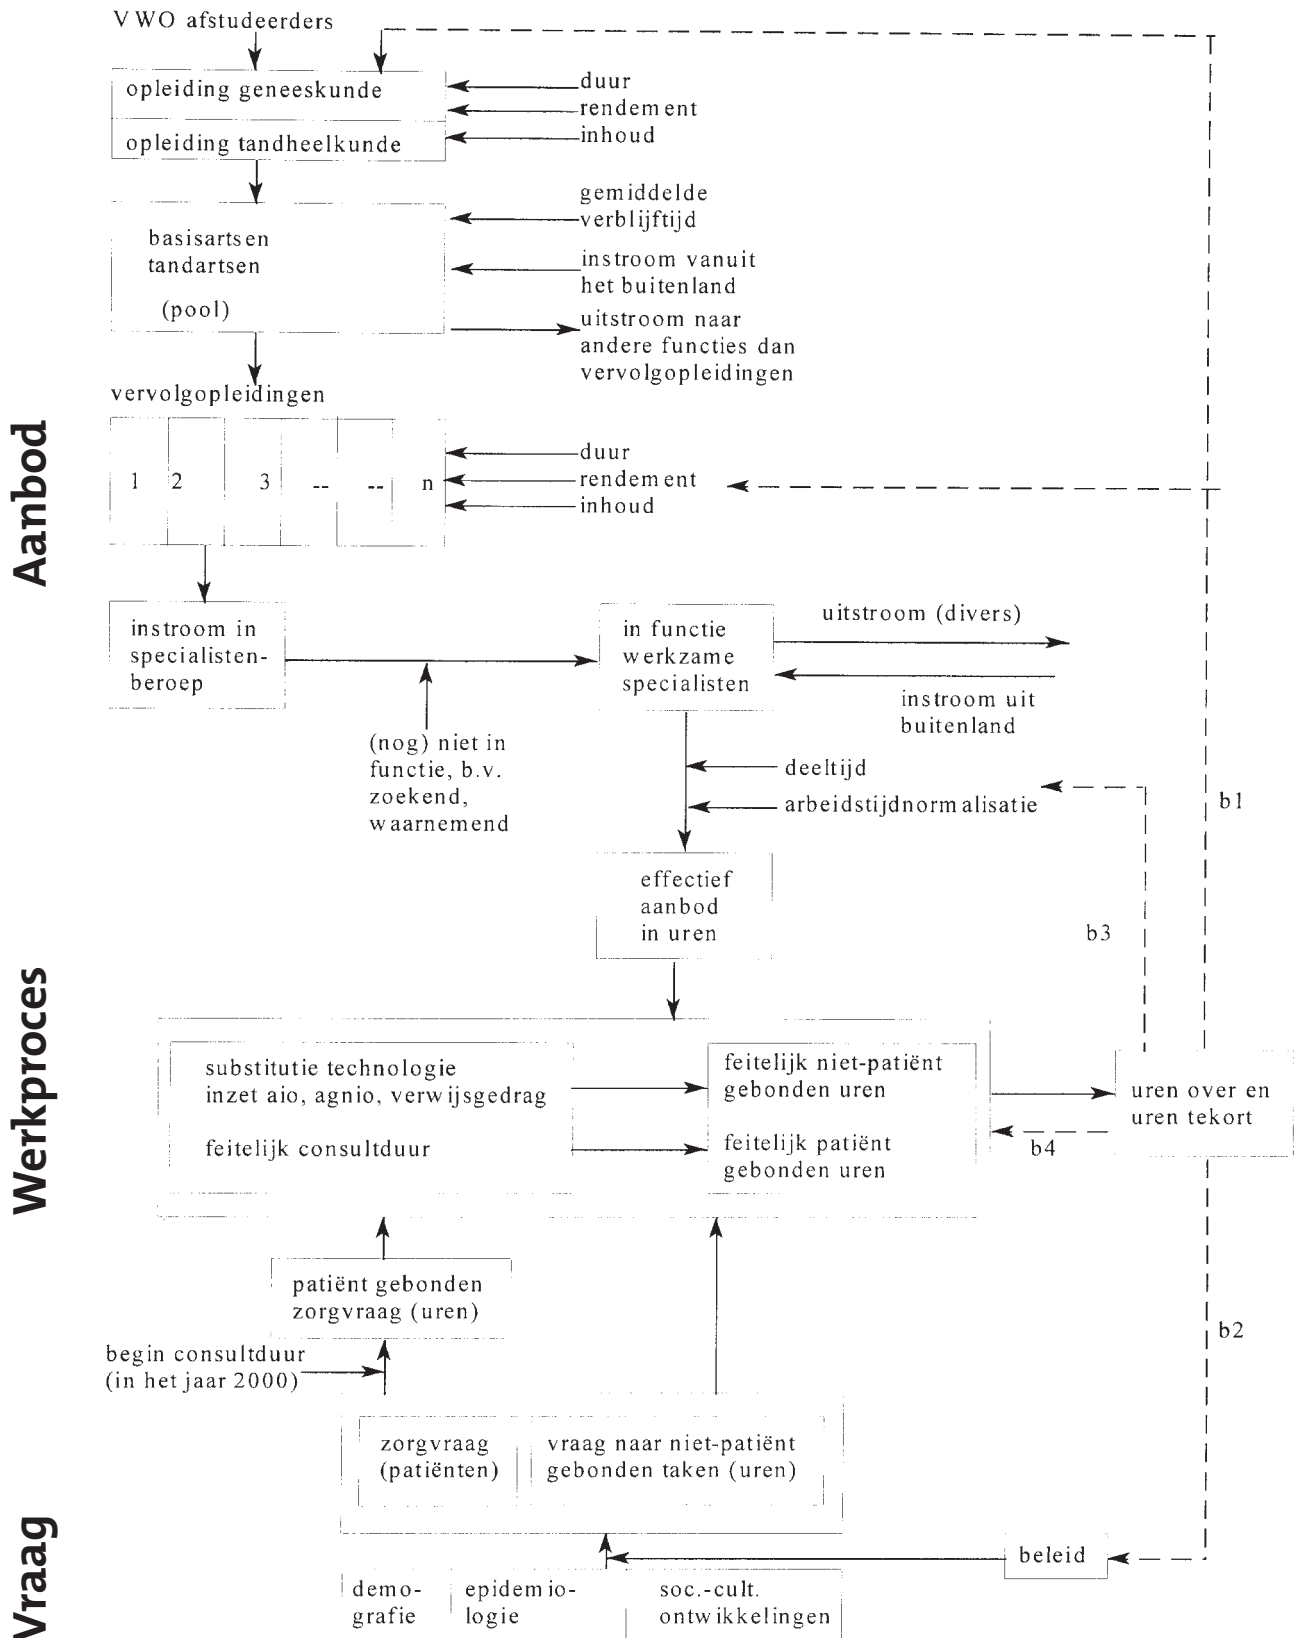 VWO afstudeerders
opleiding geneeskunde
opleiding tandheelkunde
duur
rendement
inhoud
basisartsen
tandartsen
(pool)
gemiddelde
verblijftijd
instroom vanuit
het buitenland
uitstroom naar
andere functies dan
vervolgopleidingen
vervolgopleidingen
1 2 3 -- -- n
duur
rendement
inhoud
Aanbod
instroom in
specialisten-
beroep
(nog) niet in
functie, b.v.
zoekend,
waarnemend
in functie
werkzame
specialisten
uitstroom (divers)
instroom uit
buitenland
deeltijd
arbeidstijdnormalisatie
b1
b3
effectief
aanbod
in uren
Werkproces
substitutie technologie
inzet aio, agnio, verwijsgedrag
feitelijk consultduur
feitelijk niet-patiënt
gebonden uren
feitelijk patiënt
gebonden uren
uren over en
uren tekort
b4
patiënt gebonden
zorgvraag (uren)
begin consultduur
(in het jaar 2000)
b2
Vraag
zorgvraag
(patiënten)
vraag naar niet-patiënt
gebonden taken (uren)
beleid
demo-
grafie
epidemio-
logie
soc.-cult.
ontwikkelingen